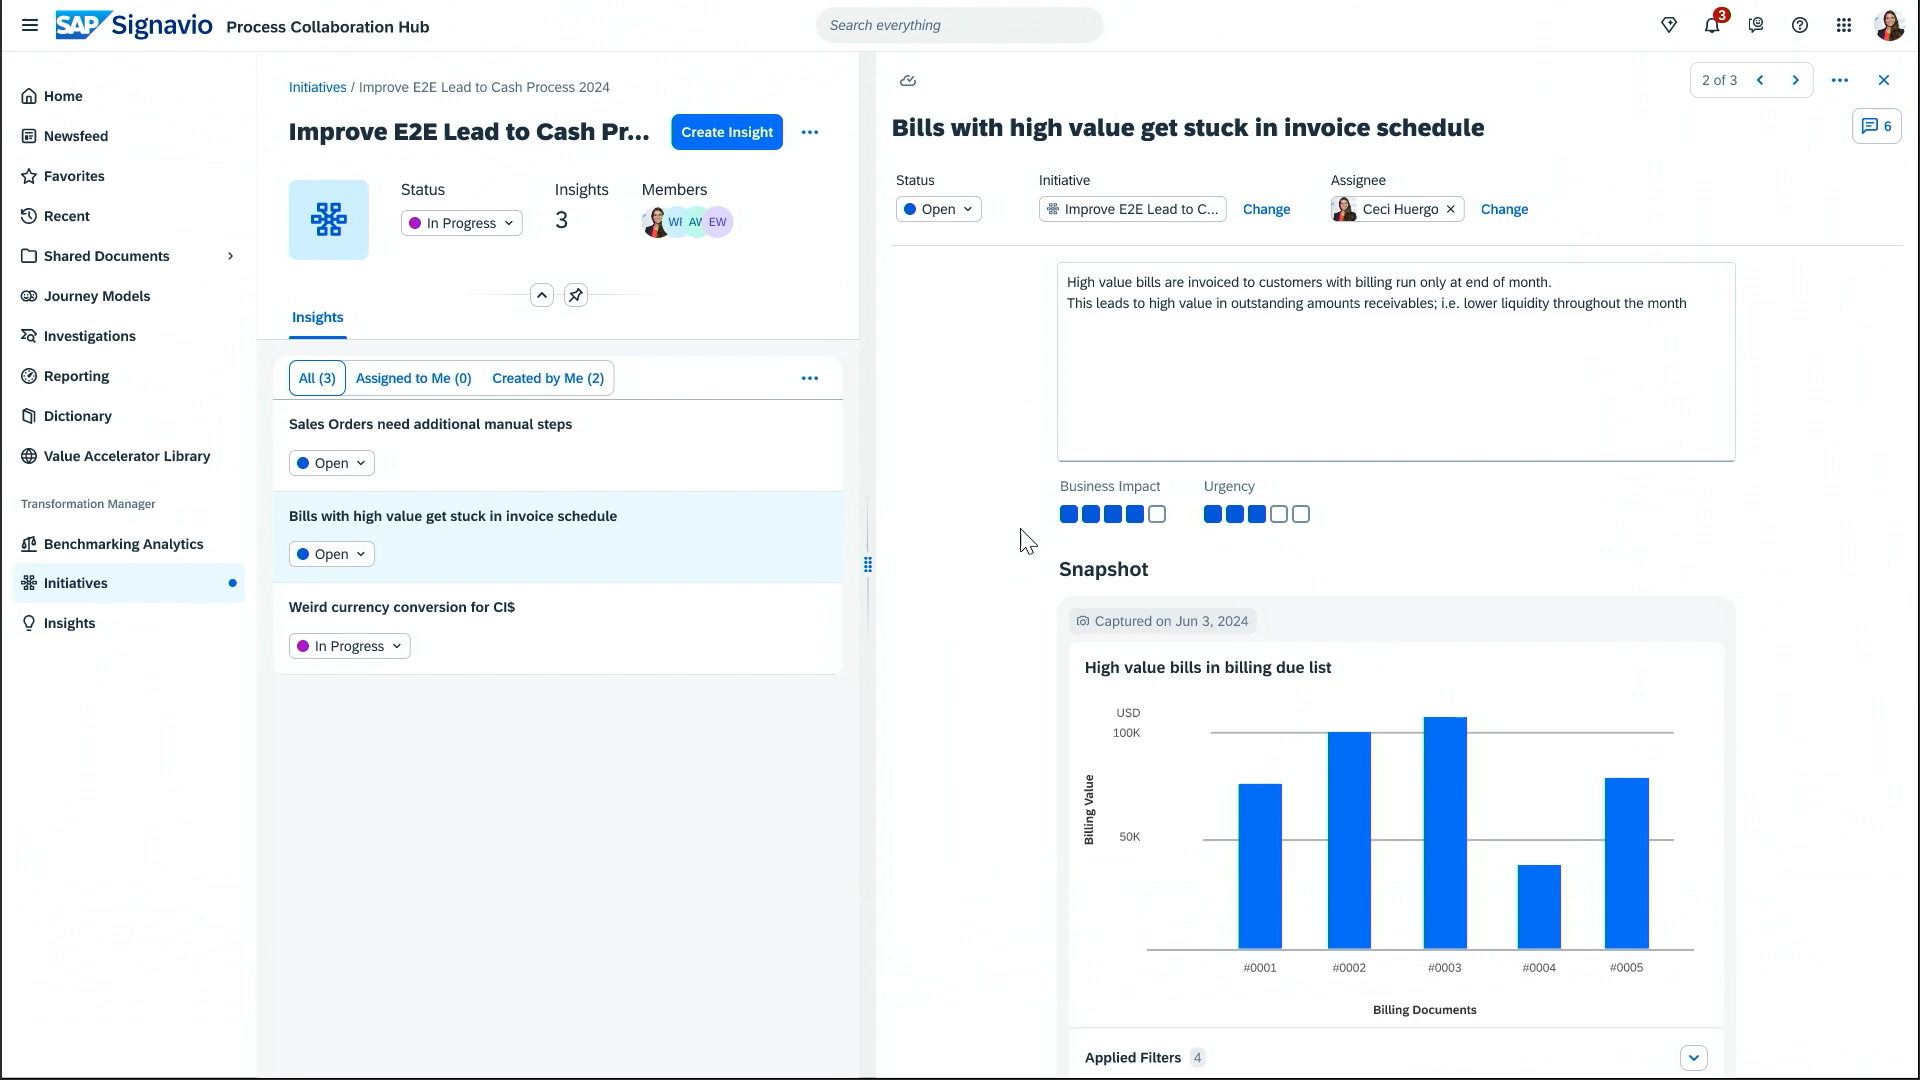 SAP Signavio Process Collaboration Hub
Search everything
3
Home
Newsfeed
Favorites
Recent
Shared Documents
Journey Models
Investigations
Reporting
Dictionary
Value Accelerator Library
Transformation Manager
Benchmarking Analytics
Initiatives
Insights
Initiatives / Improve E2E Lead to Cash Process 2024
Improve E2E Lead to Cash Pr...
Create Insight
Status
In Progress
Insights
3
Members
AV EW
Insights
All (3) Assigned to Me (0) Created by Me (2)
Sales Orders need additional manual steps
Open
Bills with high value get stuck in invoice schedule
Open
Weird currency conversion for CI$
In Progress
2 of 3
Bills with high value get stuck in invoice schedule
6
Status
Open
Initiative
Improve E2E Lead to C... Change
Assignee
Ceci Huergo Change
High value bills are invoiced to customers with billing run only at end of month.
This leads to high value in outstanding amounts receivables; i.e. lower liquidity throughout the month
Business Impact
Urgency
Snapshot
Captured on Jun 3, 2024
High value bills in billing due list
USD
100K
50K
Billing Value
#0001 #0002 #0003 #0004 #0005
Billing Documents
Applied Filters 4